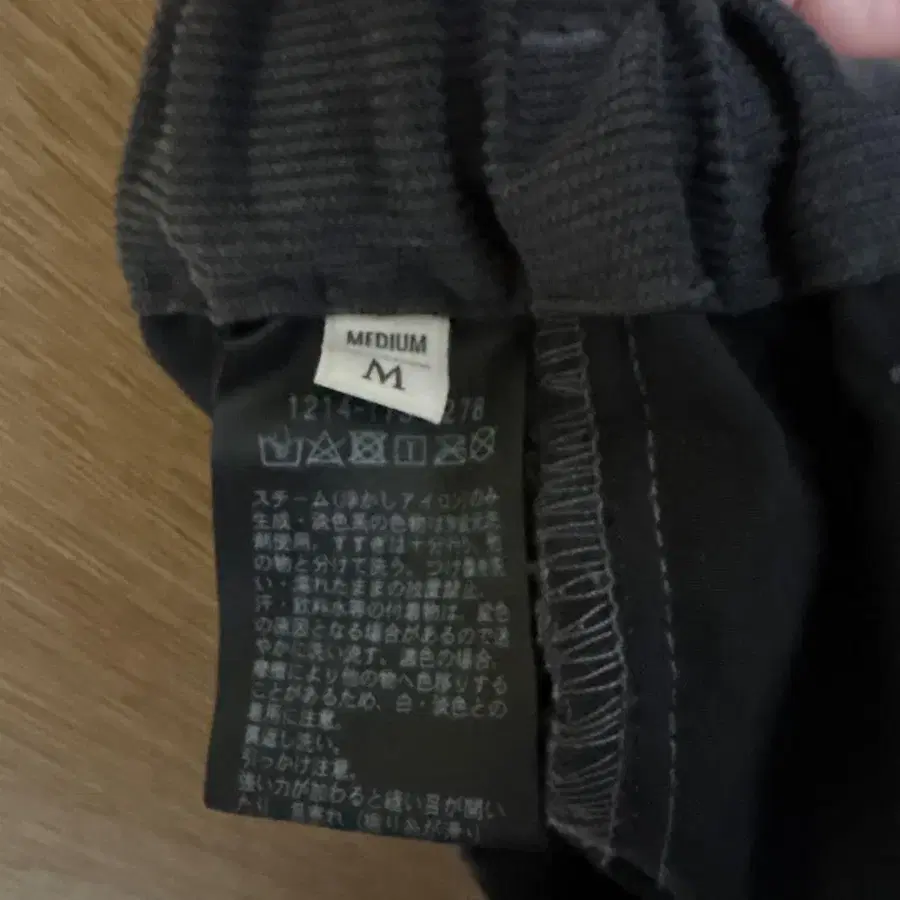 MEDIUM
M
1214-
スチーム(浮かしアイロン)のみ
生成・淡色系の色物は
剤使用。すすぎは十分行い、他
の物と分けて洗う。つけ
い・濡れたままの放置禁止。
汗・飲料水等の付着物は、変色
の原因となる場合があるので速
やかに洗い流す。濃色の場合、
摩擦により他の物へ色移りする
ことがあるため、白・淡色との
着用に注意。
裏返し洗い。
引っかけ注意。
強い力が加わると縫い目が開い
たり